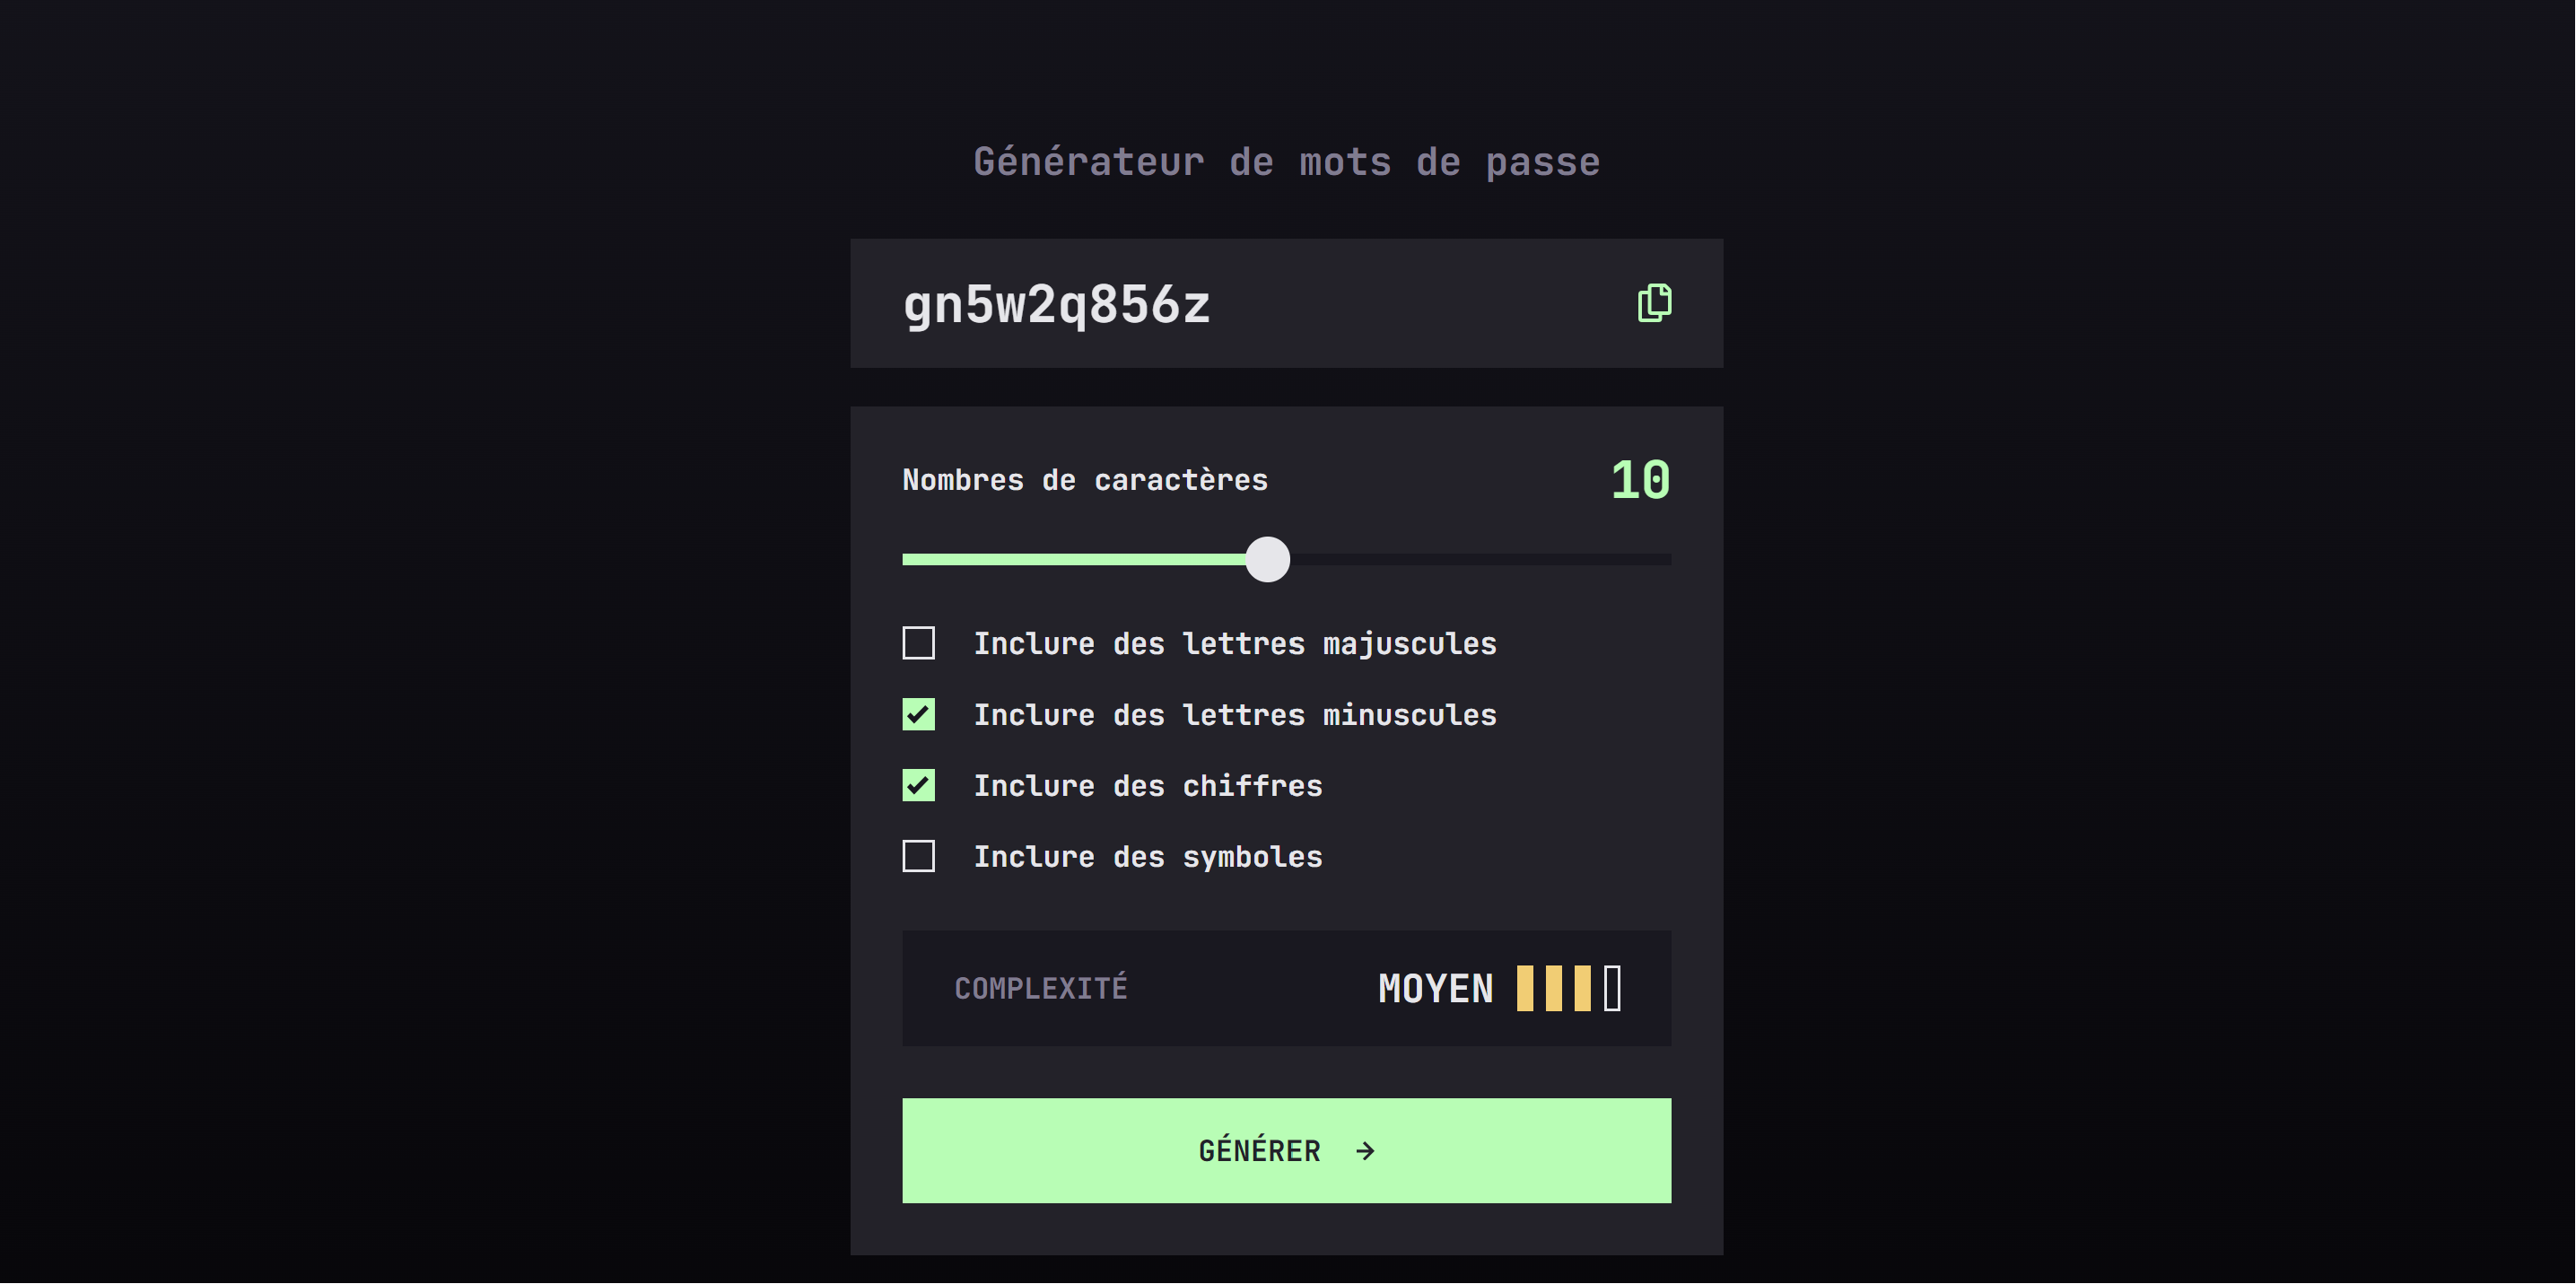 Générateur de mots de passe
gn5w2q856z
Nombres de caractères 10
Inclure des lettres majuscules
Inclure des lettres minuscules
Inclure des chiffres
Inclure des symboles
COMPLEXITÉ MOYEN
GÉNÉRER →